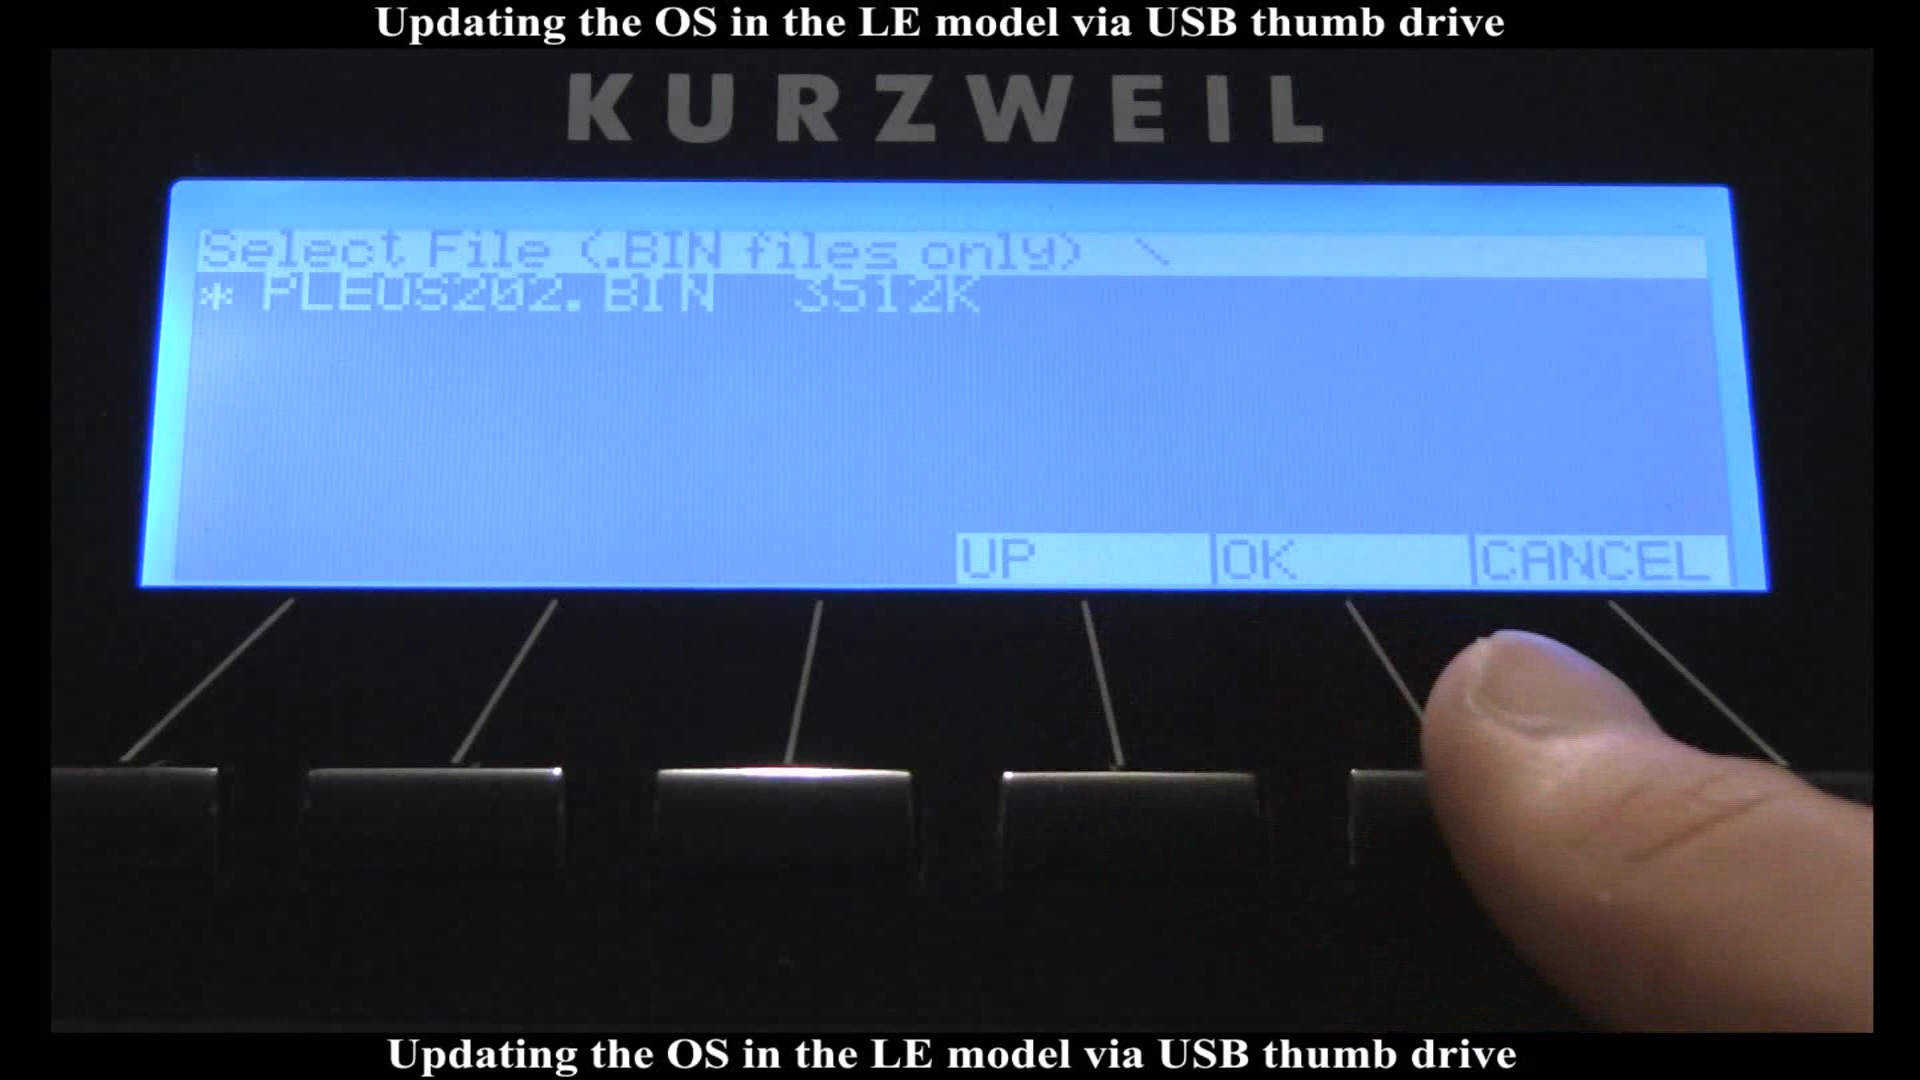 Updating the OS in the LE model via USB thumb drive
KURZWEIL
Select File (.BIN files only) \
* PLEOS202.BIN 3512K
UP OK CANCEL
Updating the OS in the LE model via USB thumb drive